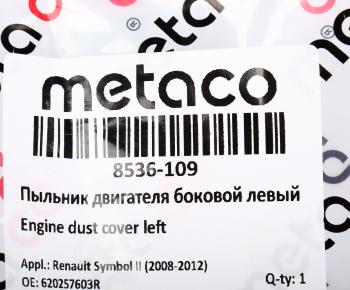 metaco
8536-109
Пыльник двигателя боковой левый
Engine dust cover left
Appl.: Renault Symbol II (2008-2012)
OE: 620257603R
Q-ty: 1